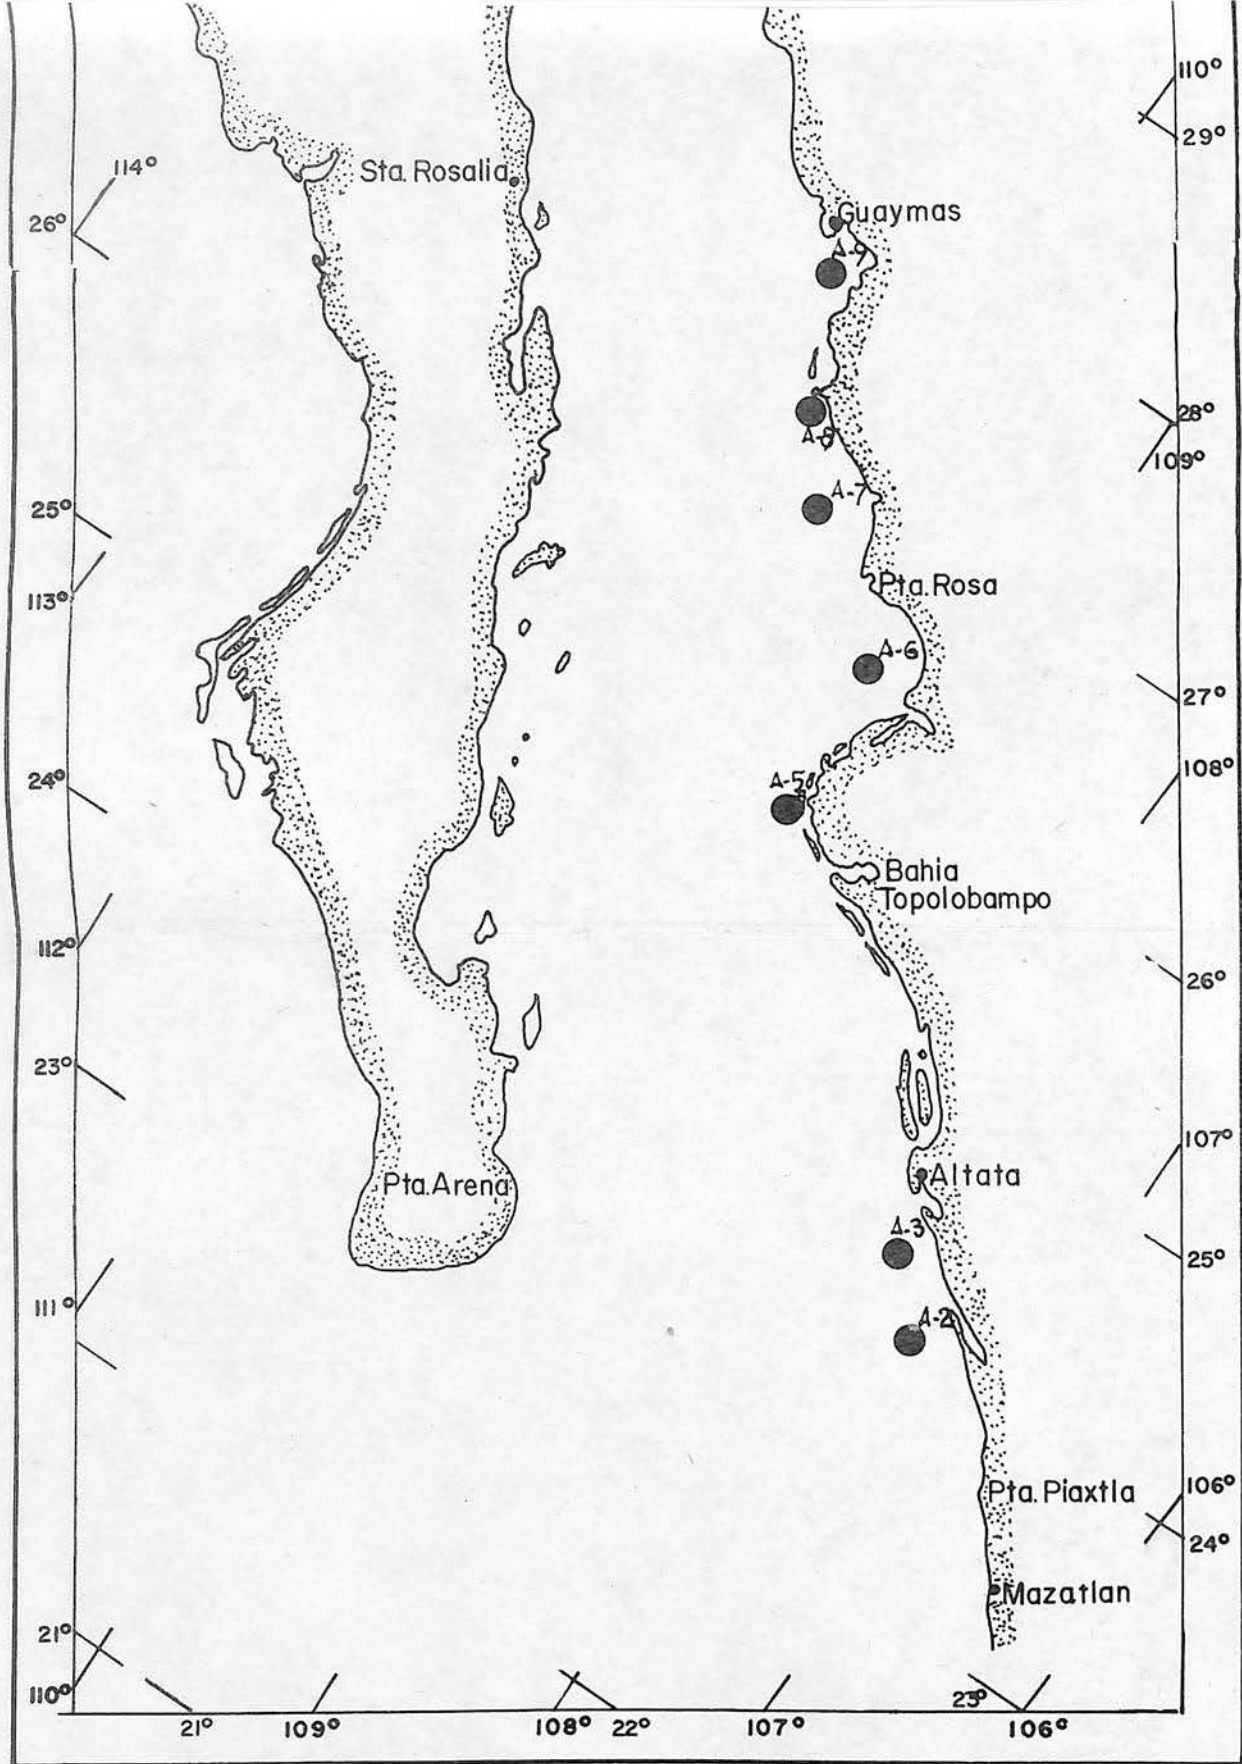 110°
29°
114°
Sta. Rosalia
26°
Guaymas
A-9
28°
A-8
109°
25°
A-7
113°
Pta. Rosa
A-6
27°
24°
108°
A-5
Bahia
Topolobampo
112°
26°
23°
107°
Pta. Arena
Altata
A-3
25°
111°
A-2
Pta. Piaxtla
106°
24°
Mazatlan
21°
110°
23°
21°
109°
108°
22°
107°
106°